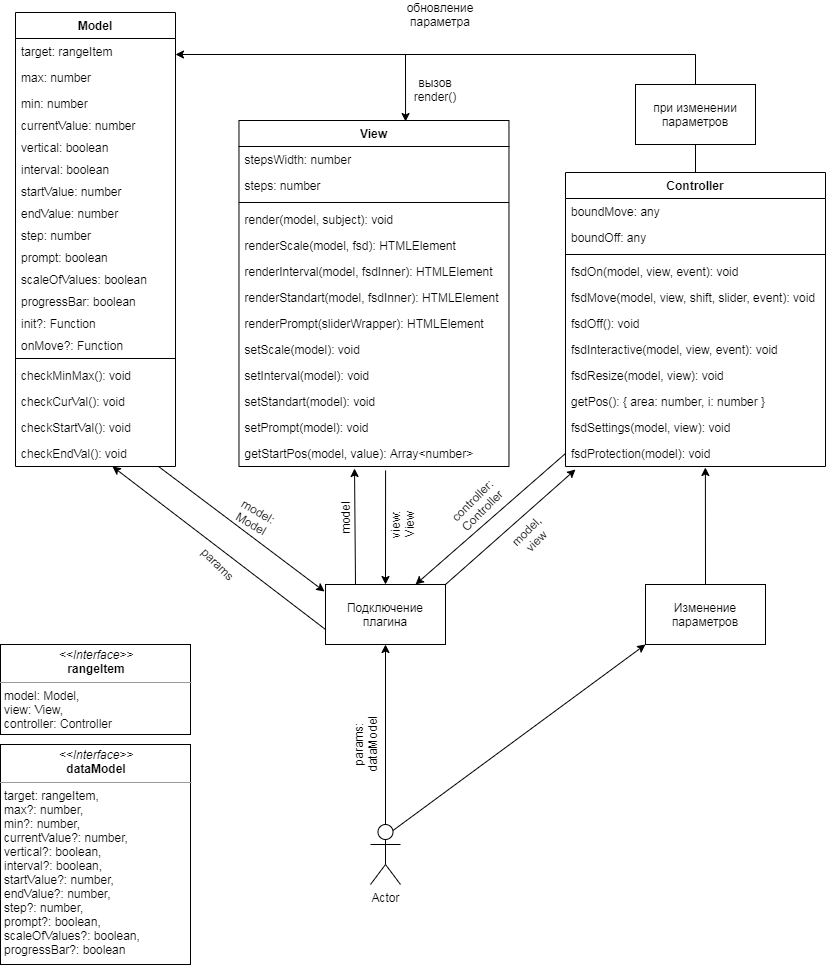 обновление
параметра
Model
target: rangeItem
max: number
min: number
currentValue: number
vertical: boolean
interval: boolean
startValue: number
endValue: number
step: number
prompt: boolean
scaleOfValues: boolean
progressBar: boolean
init?: Function
onMove?: Function
checkMinMax(): void
checkCurVal(): void
checkStartVal(): void
checkEndVal(): void
вызов
render()
View
stepsWidth: number
steps: number
render(model, subject): void
renderScale(model, fsd): HTMLElement
renderInterval(model, fsdInner): HTMLElement
renderStandart(model, fsdInner): HTMLElement
renderPrompt(sliderWrapper): HTMLElement
setScale(model): void
setInterval(model): void
setStandart(model): void
setPrompt(model): void
getStartPos(model, value): Array<number>
при изменении
параметров
Controller
boundMove: any
boundOff: any
fsdOn(model, view, event): void
fsdMove(model, view, shift, slider, event): void
fsdOff(): void
fsdInteractive(model, view, event): void
fsdResize(model, view): void
getPos(): { area: number, i: number }
fsdSettings(model, view): void
fsdProtection(model): void
model:
Model
params
model
view:
View
controller:
Controller
model,
view
Подключение
плагина
Изменение
параметров
<<Interface>>
rangeItem
model: Model,
view: View,
controller: Controller
<<Interface>>
dataModel
target: rangeItem,
max?: number,
min?: number,
currentValue?: number,
vertical?: boolean,
interval?: boolean,
startValue?: number,
endValue?: number,
step?: number,
prompt?: boolean,
scaleOfValues?: boolean,
progressBar?: boolean
params:
dataModel
Actor